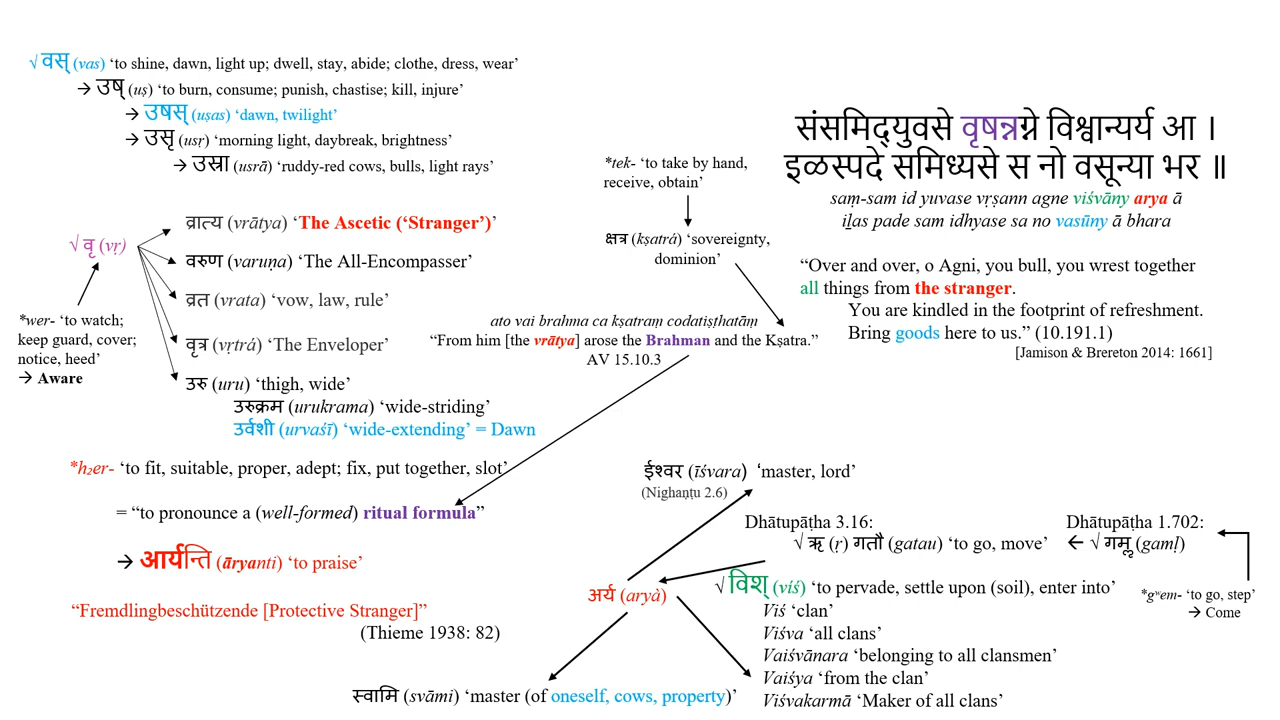 √ वस् (vas) ‘to shine, dawn, light up; dwell, stay, abide; clothe, dress, wear’
→ उष् (uṣ) ‘to burn, consume; punish, chastise; kill, injure’
→ उषस् (uṣas) ‘dawn, twilight’
→ उसृ (usṛ) ‘morning light, daybreak, brightness’
→ उस्रा (usrā) ‘ruddy-red cows, bulls, light rays’
√ वृ (vṛ)
व्रात्य (vrātya) ‘The Ascetic (‘Stranger’)’
वरुण (varuṇa) ‘The All-Encompasser’
व्रत (vrata) ‘vow, law, rule’
वृत्र (vṛtrá) ‘The Enveloper’
उरु (uru) ‘thigh, wide’
उरुक्रम (urukrama) ‘wide-striding’
उर्वशी (urvaśī) ‘wide-extending’ = Dawn
*wer- ‘to watch;
keep guard, cover;
notice, heed’
→ Aware
*tek- ‘to take by hand,
receive, obtain’
क्षत्र (kṣatrá) ‘sovereignty,
dominion’
ato vai brahma ca kṣatraṃ codatiṣṭhatāṃ
“From him [the vrātya] arose the Brahman and the Kṣatra.”
AV 15.10.3
संसमिद्युवसे वृषन्नग्ने विश्वान्यर्य आ ।
इळस्पदे समिध्यसे स नो वसून्या भर ॥
saṃ-sam id yuvase vṛṣann agne viśvāny arya ā
iḻas pade sam idhyase sa no vasūny ā bhara
“Over and over, o Agni, you bull, you wrest together
all things from the stranger.
You are kindled in the footprint of refreshment.
Bring goods here to us.” (10.191.1)
[Jamison & Brereton 2014: 1661]
*h₂er- ‘to fit, suitable, proper, adept; fix, put together, slot’
= “to pronounce a (well-formed) ritual formula”
→ आर्यन्ति (āryanti) ‘to praise’
“Fremdlingbeschützende [Protective Stranger]”
(Thieme 1938: 82)
ईश्वर (īśvara) ‘master, lord’
(Nighaṇṭu 2.6)
अर्य (aryà)
स्वामि (svāmi) ‘master (of oneself, cows, property)’
Dhātupāṭha 3.16:
√ ऋ (ṛ) गतौ (gatau) ‘to go, move’
Dhātupāṭha 1.702:
← √ गमॢ (gamḷ)
*gʷem- ‘to go, step’
→ Come
√ विश् (viś) ‘to pervade, settle upon (soil), enter into’
Viś ‘clan’
Viśva ‘all clans’
Vaiśvānara ‘belonging to all clansmen’
Vaiśya ‘from the clan’
Viśvakarmā ‘Maker of all clans’